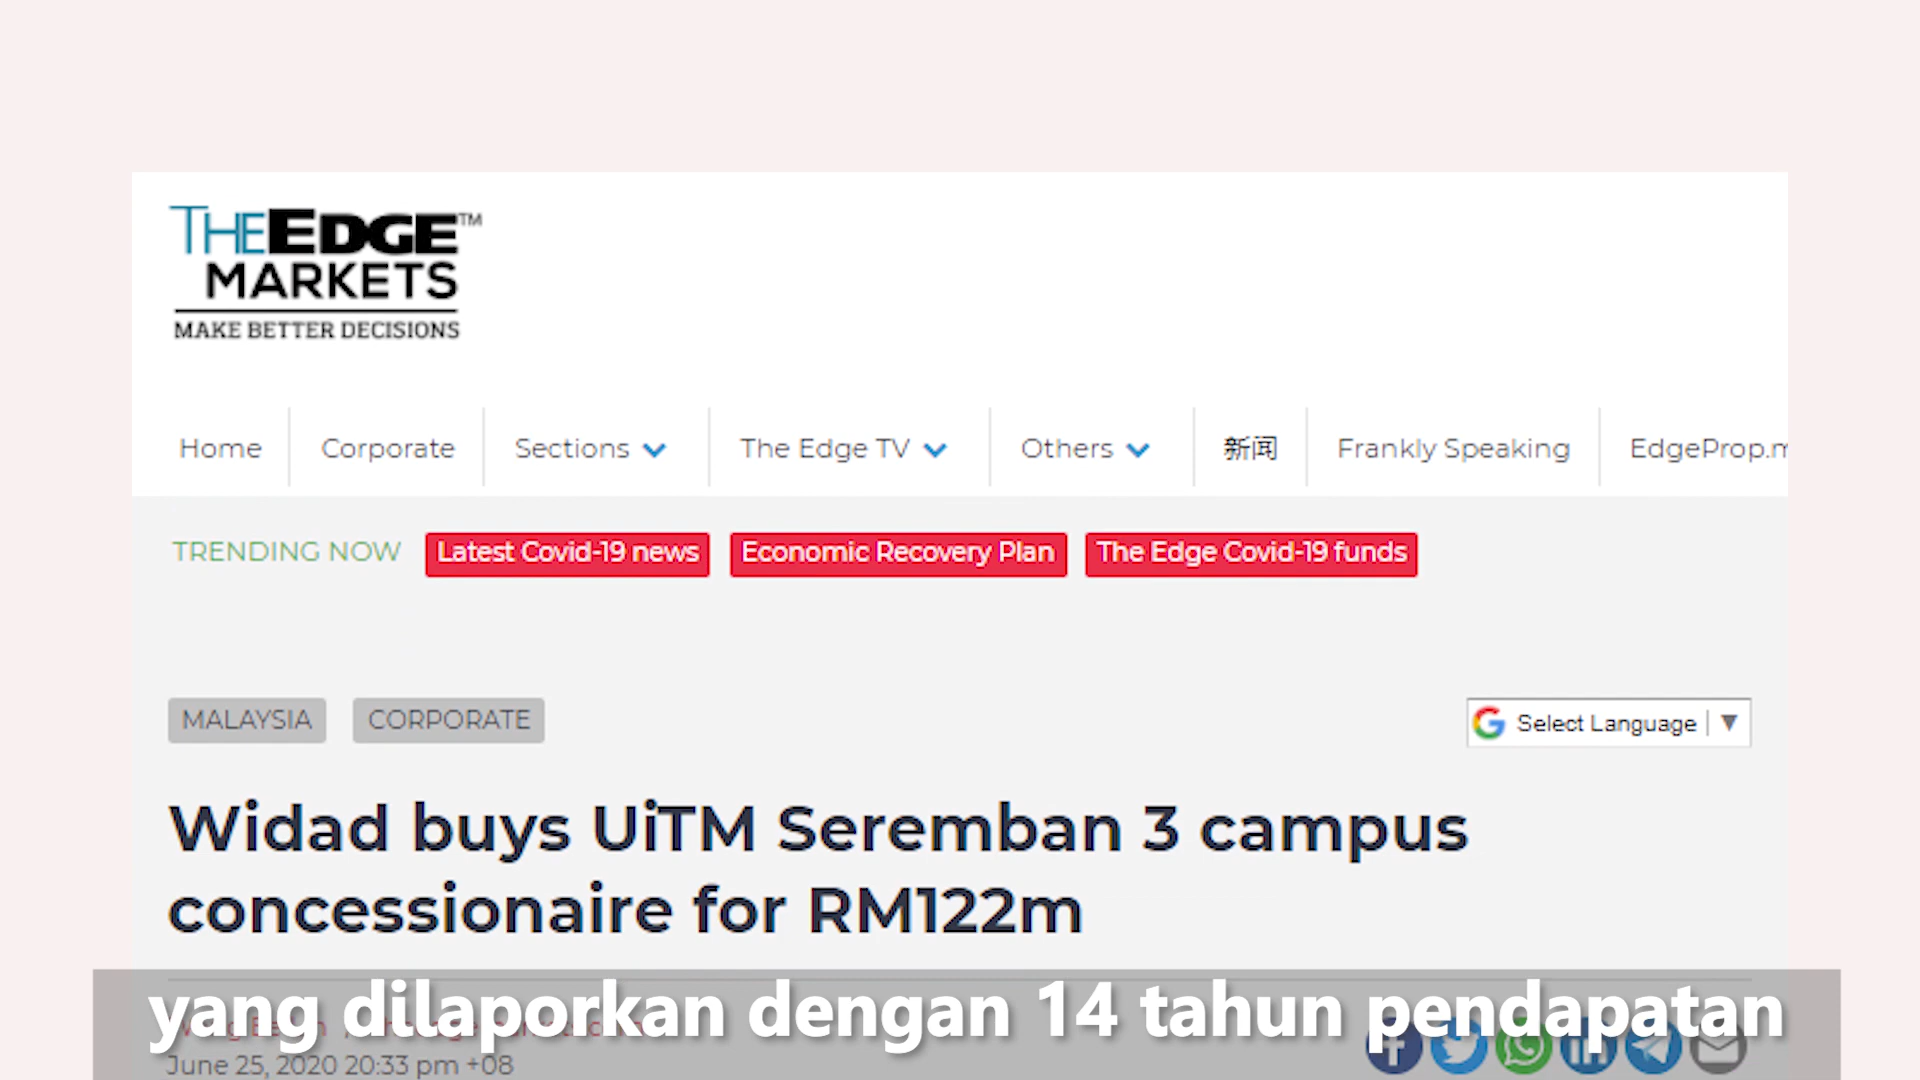 THEEDGE™
MARKETS
MAKE BETTER DECISIONS
Home Corporate Sections The Edge TV Others 新闻 Frankly Speaking EdgeProp.m
TRENDING NOW Latest Covid-19 news Economic Recovery Plan The Edge Covid-19 funds
MALAYSIA CORPORATE Select Language
Widad buys UiTM Seremban 3 campus
concessionaire for RM122m
yang dilaporkan dengan 14 tahun pendapatan
June 25, 2020 20:33 pm +08